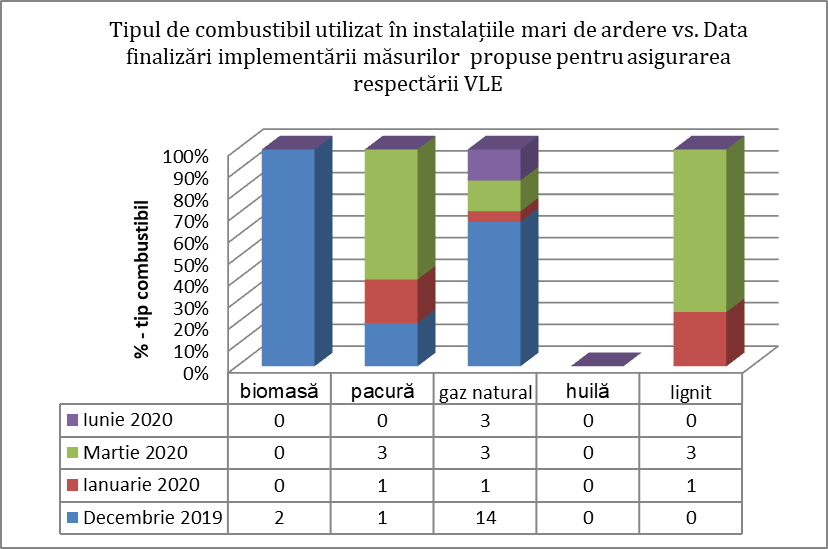 Tipul de combustibil utilizat în instalațiile mari de ardere vs. Data
finalizări implementării măsurilor propuse pentru asigurarea
respectării VLE
% - tip combustibil
100%
90%
80%
70%
60%
50%
40%
30%
20%
10%
0%
biomasă pacură gaz natural huilă lignit
Iunie 2020 0 0 3 0 0
Martie 2020 0 3 3 0 3
Ianuarie 2020 0 1 1 0 1
Decembrie 2019 2 1 14 0 0